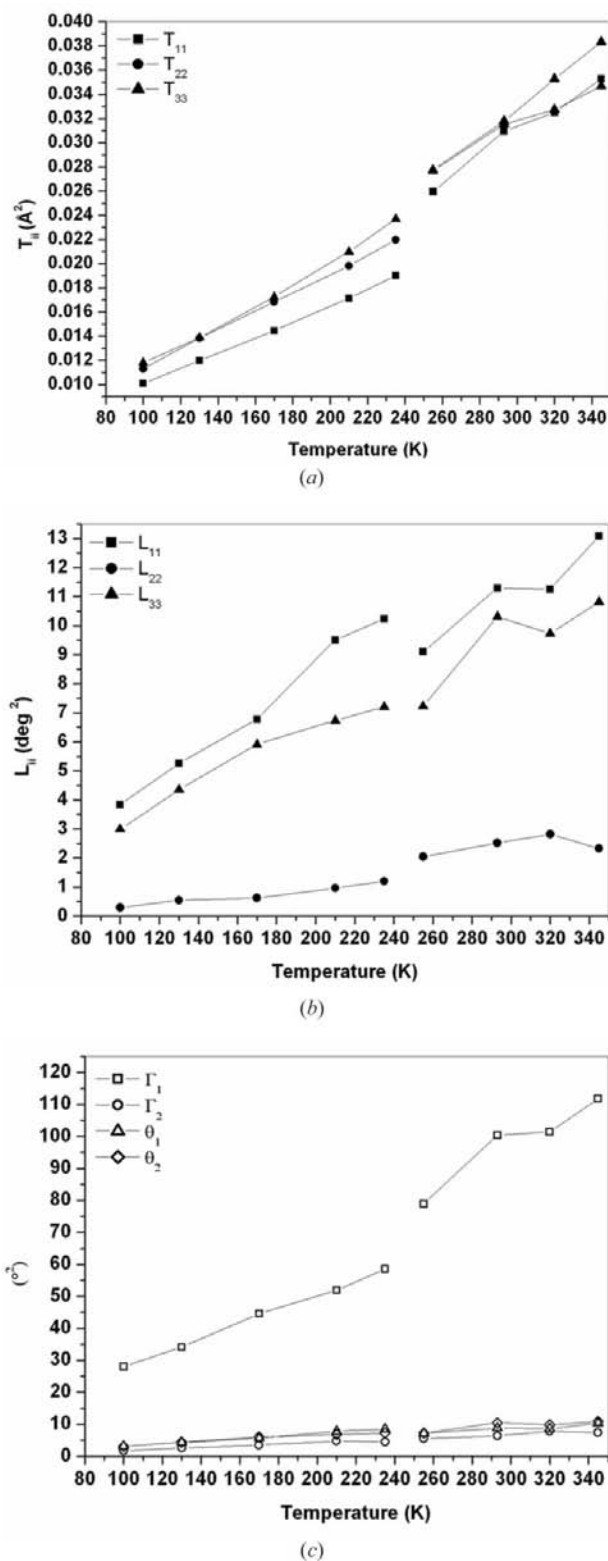 T₁₁
T₂₂
T₃₃
0.040
0.038
0.036
0.034
0.032
0.030
0.028
0.026
0.024
0.022
0.020
0.018
0.016
0.014
0.012
0.010
Tᵢᵢ (Å²)
80 100 120 140 160 180 200 220 240 260 280 300 320 340
Temperature (K)
(a)
L₁₁
L₂₂
L₃₃
13
12
11
10
9
8
7
6
5
4
3
2
1
0
Lᵢᵢ (deg²)
80 100 120 140 160 180 200 220 240 260 280 300 320 340
Temperature (K)
(b)
Γ₁
Γ₂
θ₁
θ₂
120
110
100
90
80
70
60
50
40
30
20
10
0
(°²)
80 100 120 140 160 180 200 220 240 260 280 300 320 340
Temperature (K)
(c)